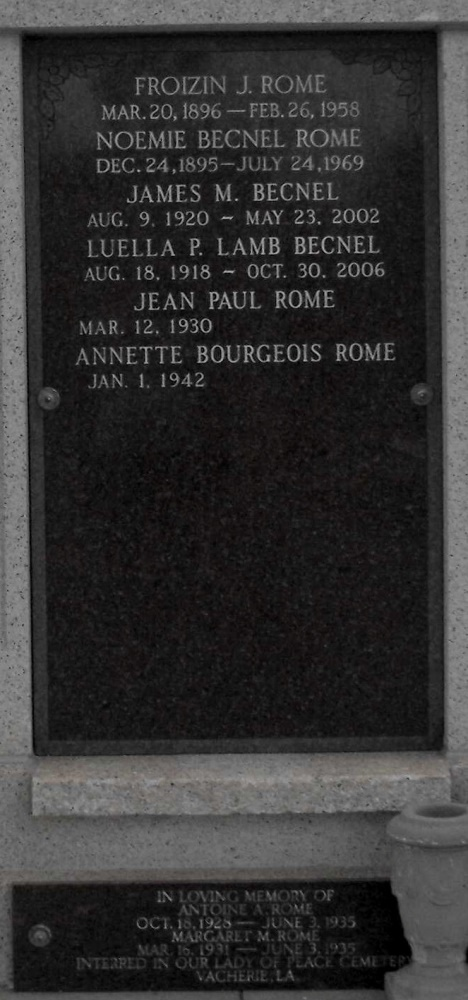 FROIZIN J. ROME
MAR. 20, 1896 — FEB. 26, 1958
NOEMIE BECNEL ROME
DEC. 24, 1895 — JULY 24, 1969
JAMES M. BECNEL
AUG. 9, 1920 ~ MAY 23, 2002
LUELLA P. LAMB BECNEL
AUG. 18, 1918 ~ OCT. 30, 2006
JEAN PAUL ROME
MAR. 12, 1930
ANNETTE BOURGEOIS ROME
JAN. 1, 1942
IN LOVING MEMORY OF
ANTOINE A. ROME
OCT. 18, 1928 — JUNE 3, 1935
MARGARET M. ROME
MAR. 16, 1931 — JUNE 3, 1935
INTERRED IN OUR LADY OF PEACE CEMETERY
VACHERIE, LA.